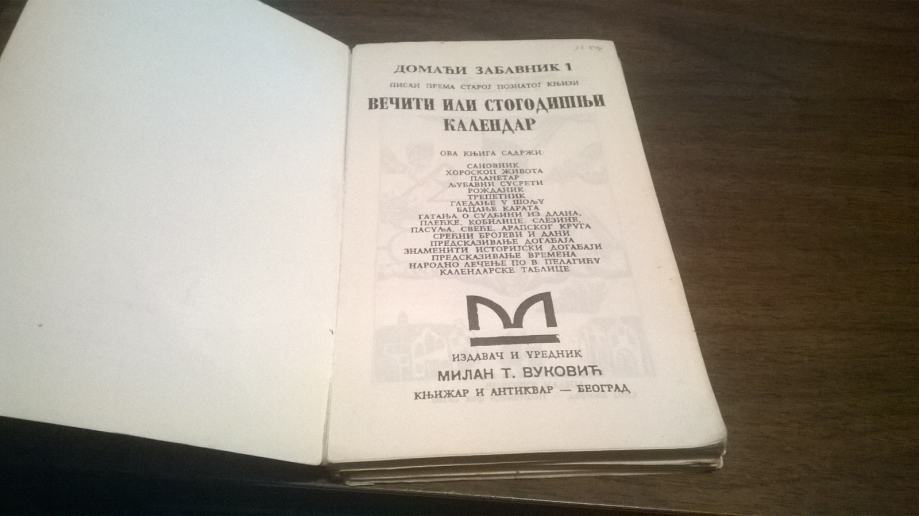 ДОМАЋИ ЗАБАВНИК 1
ПИСАН ПРЕМА СТАРОЈ ПОЗНАТОЈ КЊИЗИ
ВЕЧИТИ ИЛИ СТОГОДИШЊИ
КАЛЕНДАР
ОВА КЊИГА САДРЖИ:
САНОВНИК
ХОРОСКОП ЖИВОТА
ПЛАНЕТАР
ЉУБАВНИ СУСРЕТИ
РОЖДАНИК
ТРЕПЕТНИК
ГЛЕДАЊЕ У ШОЉУ
БАЦАЊЕ КАРАТА
ГАТАЊА О СУДБИНИ ИЗ ДЛАНА,
ПЛЕЋКЕ, КОБИЛИЦЕ, СЛЕЗИНЕ,
ПАСУЉА, СВЕЋЕ, АРАПСКОГ КРУГА
СРЕЋНИ БРОЈЕВИ И ДАНИ
ПРЕДСКАЗИВАЊЕ ДОГАЂАЈА
ЗНАМЕНИТИ ИСТОРИЈСКИ ДОГАЂАЈИ
ПРЕДСКАЗИВАЊЕ ВРЕМЕНА
НАРОДНО ЛЕЧЕЊЕ ПО В ПЕЛАГИЋУ
КАЛЕНДАРСКЕ ТАБЛИЦЕ
ИЗДАВАЧ И УРЕДНИК
МИЛАН Т. ВУКОВИЋ
КЊИЖАР И АНТИКВАР — БЕОГРАД